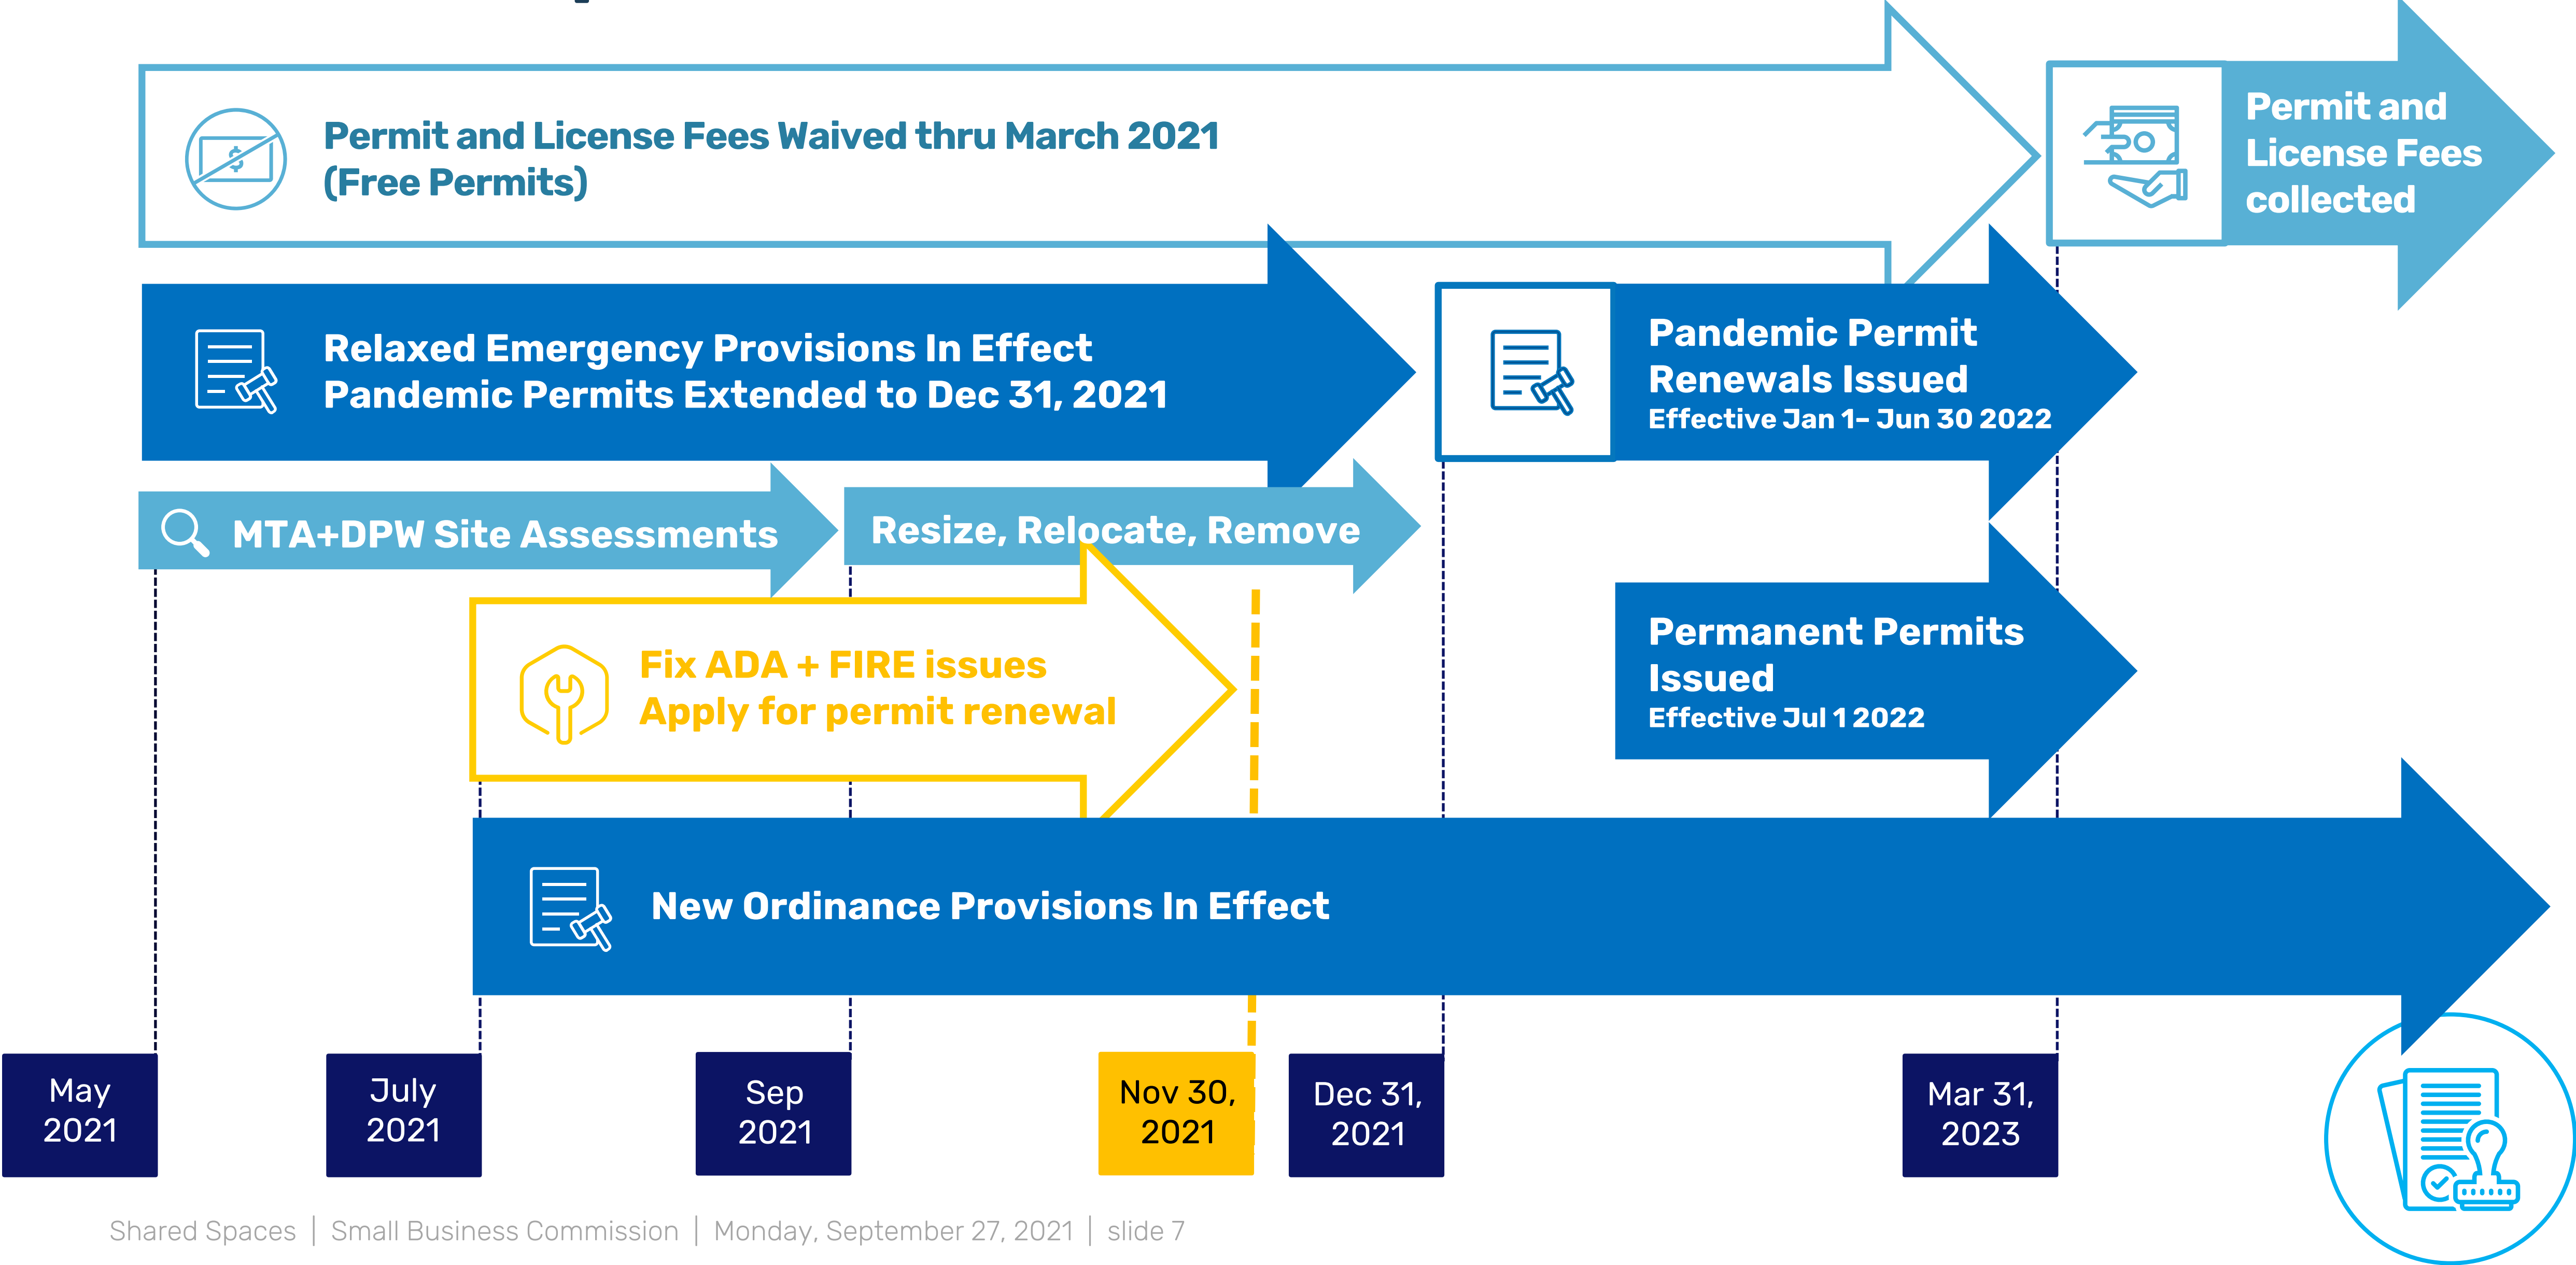 Permit and License Fees Waived thru March 2021
(Free Permits)
Permit and
License Fees
collected
Relaxed Emergency Provisions In Effect
Pandemic Permits Extended to Dec 31, 2021
Pandemic Permit
Renewals Issued
Effective Jan 1– Jun 30 2022
MTA+DPW Site Assessments
Resize, Relocate, Remove
Fix ADA + FIRE issues
Apply for permit renewal
Permanent Permits
Issued
Effective Jul 1 2022
New Ordinance Provisions In Effect
May
2021
July
2021
Sep
2021
Nov 30,
2021
Dec 31,
2021
Mar 31,
2023
Shared Spaces | Small Business Commission | Monday, September 27, 2021 | slide 7